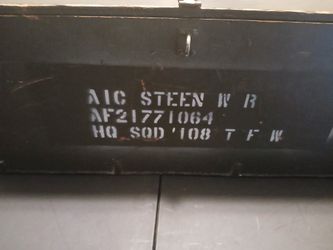 A1C STEEN W R
AF21771064
HQ SQD '108 T F W